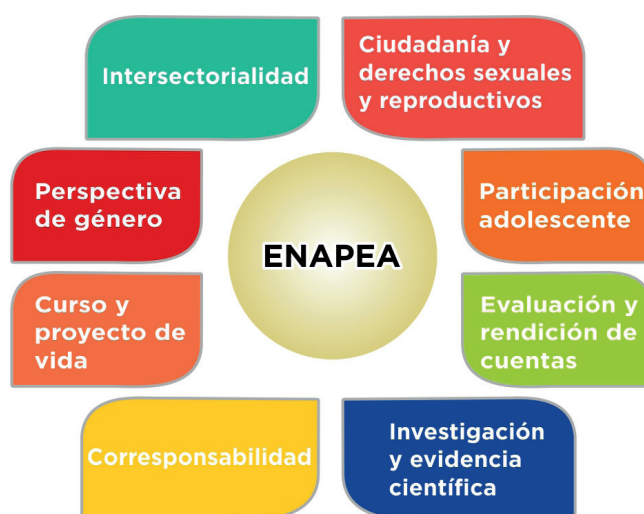 Intersectorialidad
Ciudadanía y
derechos sexuales
y reproductivos
Perspectiva
de género
Participación
adolescente
ENAPEA
Curso y
proyecto de
vida
Evaluación y
rendición de
cuentas
Corresponsabilidad
Investigación
y evidencia
científica